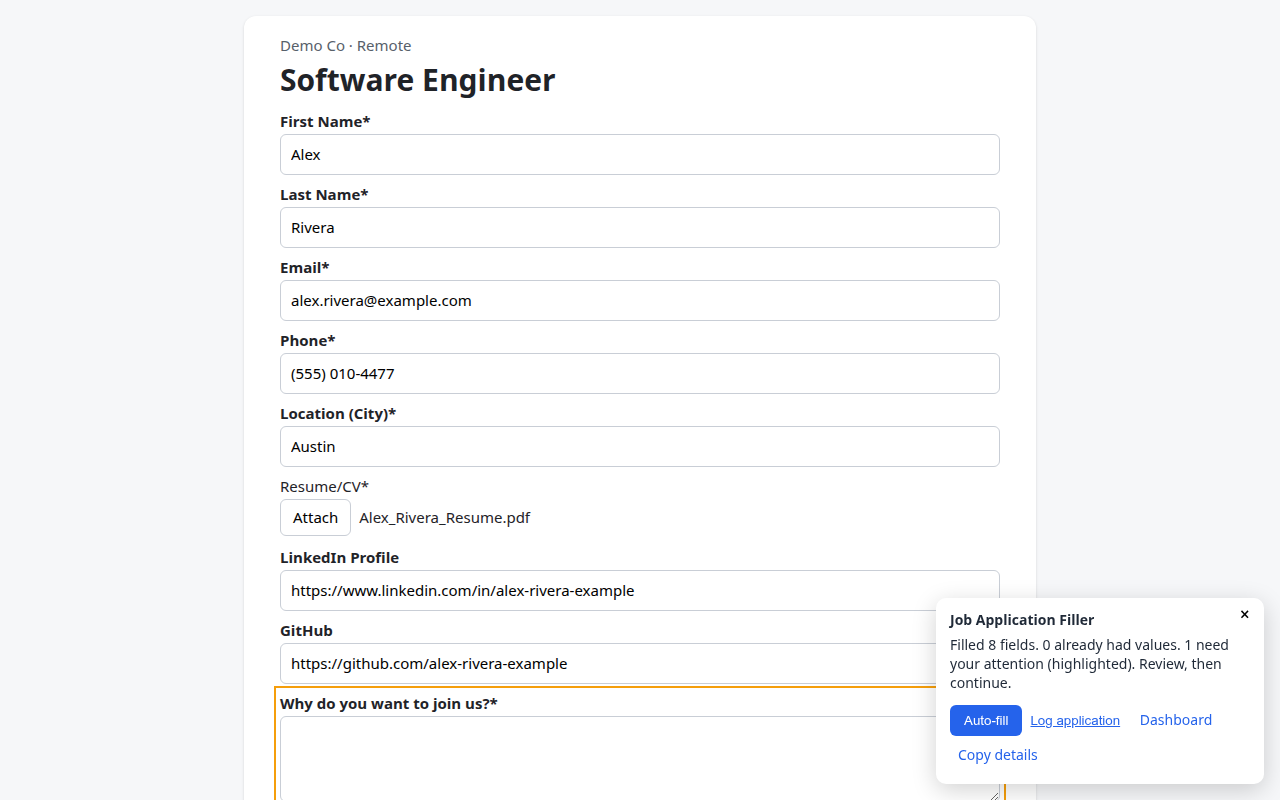 Demo Co · Remote
Software Engineer
First Name*
Alex
Last Name*
Rivera
Email*
alex.rivera@example.com
Phone*
(555) 010-4477
Location (City)*
Austin
Resume/CV*
Attach Alex_Rivera_Resume.pdf
LinkedIn Profile
https://www.linkedin.com/in/alex-rivera-example
GitHub
https://github.com/alex-rivera-example
Why do you want to join us?*
Job Application Filler ×
Filled 8 fields. 0 already had values. 1 need
your attention (highlighted). Review, then
continue.
Auto-fill Log application Dashboard
Copy details